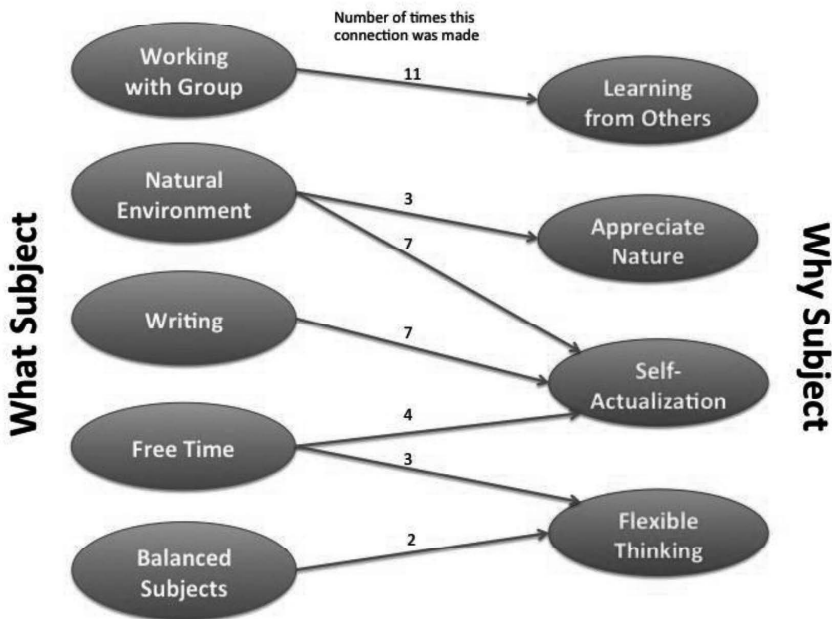 Number of times this
connection was made
Working
with Group
11
Learning
from Others
Natural
Environment
3
7
Appreciate
Nature
What Subject
Why Subject
Writing
7
Self-
Actualization
Free Time
4
3
Flexible
Thinking
Balanced
Subjects
2